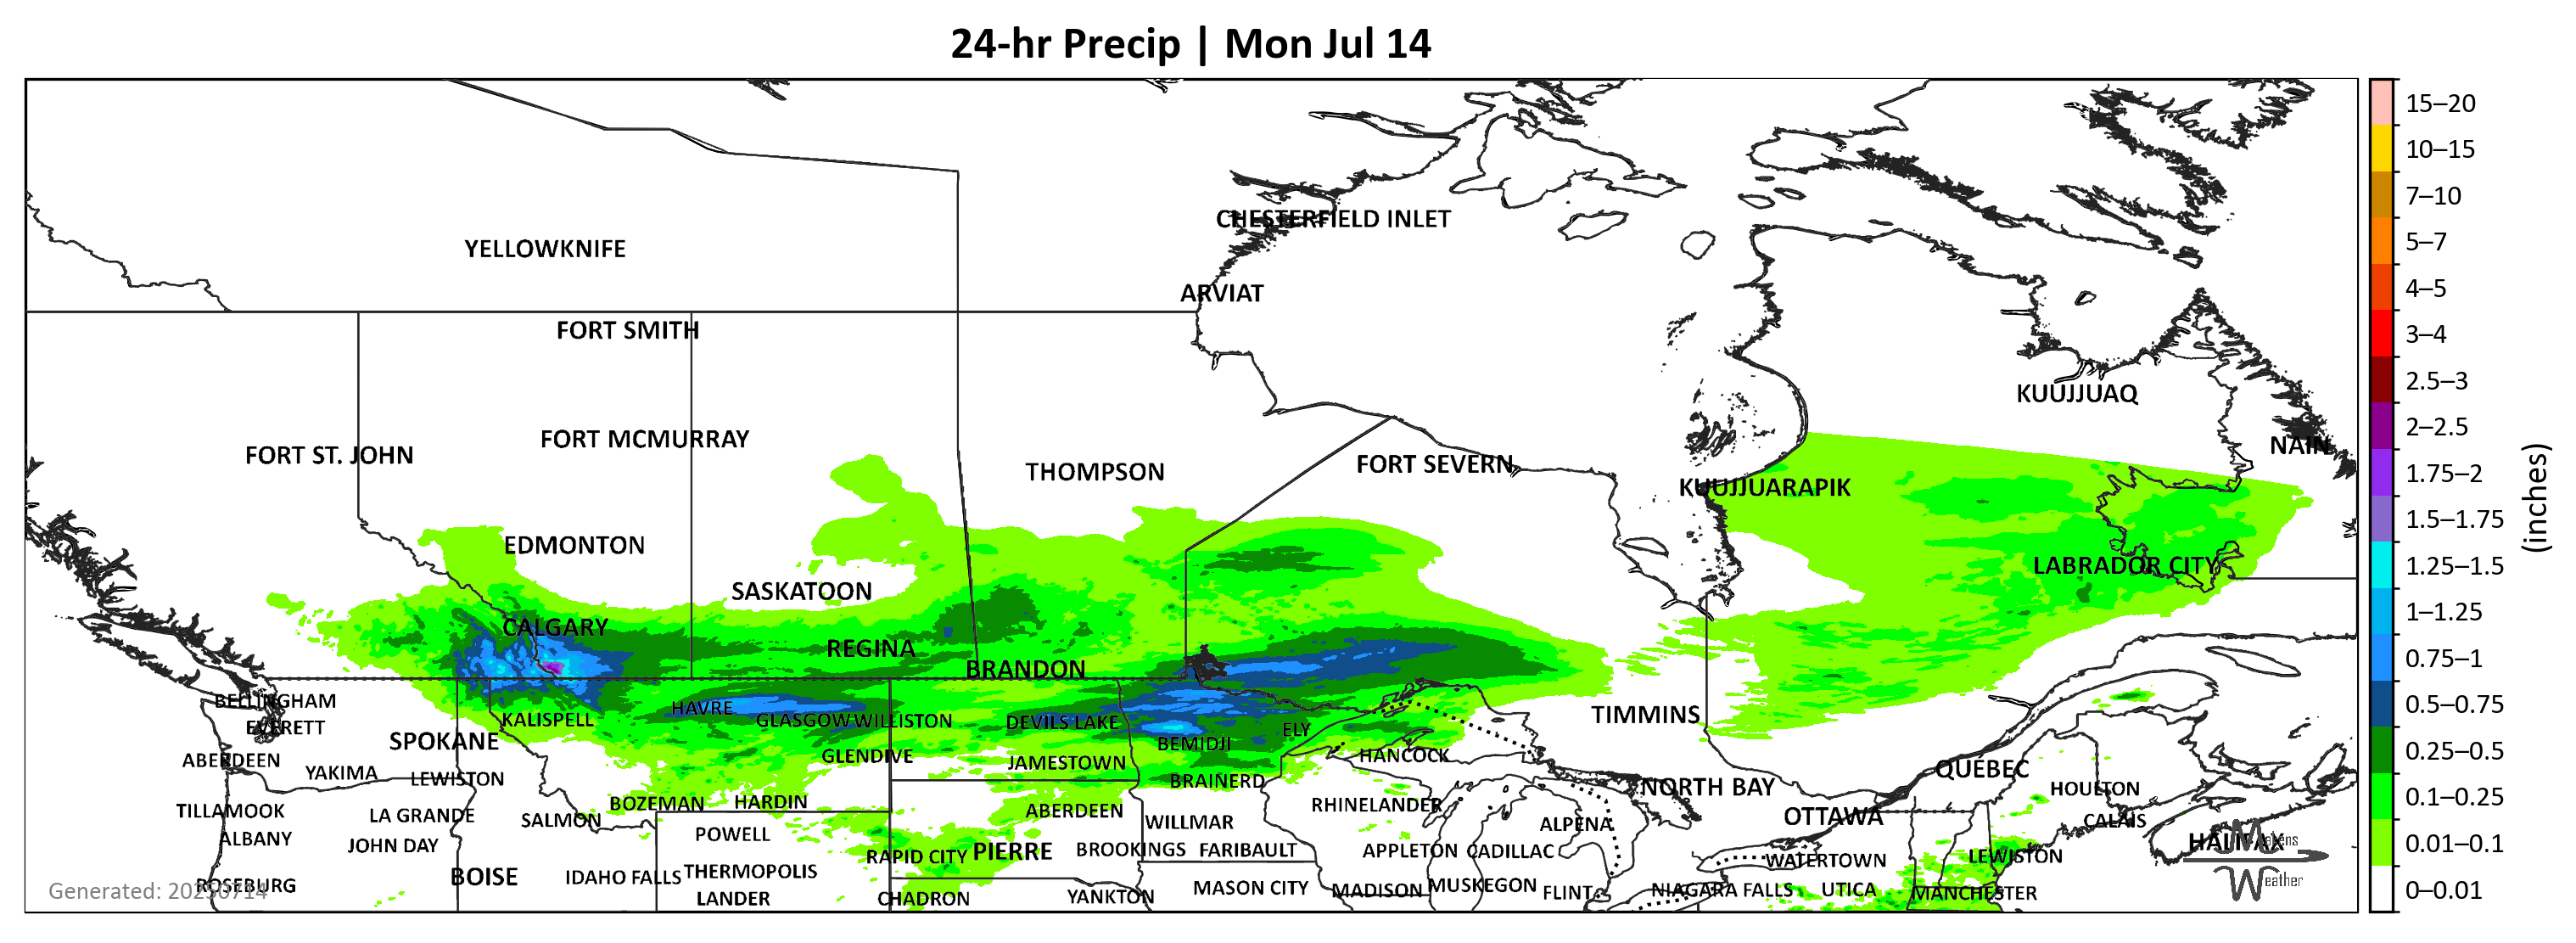 24-hr Precip | Mon Jul 14
CHESTERFIELD INLET
YELLOWKNIFE
ARVIAT
FORT SMITH
KUUJJUAQ
FORT MCMURRAY
NAIN
FORT ST. JOHN
FORT SEVERN
THOMPSON
KUUJJUARAPIK
EDMONTON
LABRADOR CITY
SASKATOON
CALGARY
REGINA
BRANDON
BELLINGHAM
HAVRE
KALISPELL
GLASGOW
WILLISTON
DEVILS LAKE
TIMMINS
EVERETT
ELY
SPOKANE
BEMIDJI
GLENDIVE
HANCOCK
ABERDEEN
JAMESTOWN
QUÉBEC
YAKIMA
LEWISTON
BRAINERD
NORTH BAY
HOULTON
BOZEMAN
HARDIN
RHINELANDER
TILLAMOOK
LA GRANDE
SALMON
ABERDEEN
OTTAWA
CALAIS
WILLMAR
ALPENA
ALBANY
JOHN DAY
POWELL
HALIFAX
Matens
BROOKINGS
FARIBAULT
APPLETON
CADILLAC
RAPID CITY
PIERRE
WATERTOWN
LEWISTON
BOISE
IDAHO FALLS
THERMOPOLIS
Weather
ROSEBURG
Generated: 20250714
MASON CITY
MADISON
MUSKEGON
FLINT
NIAGARA FALLS
UTICA
MANCHESTER
LANDER
CHADRON
YANKTON
15–20
10–15
7–10
5–7
4–5
3–4
2.5–3
2–2.5
1.75–2
1.5–1.75
1.25–1.5
1–1.25
0.75–1
0.5–0.75
0.25–0.5
0.1–0.25
0.01–0.1
0–0.01
(inches)